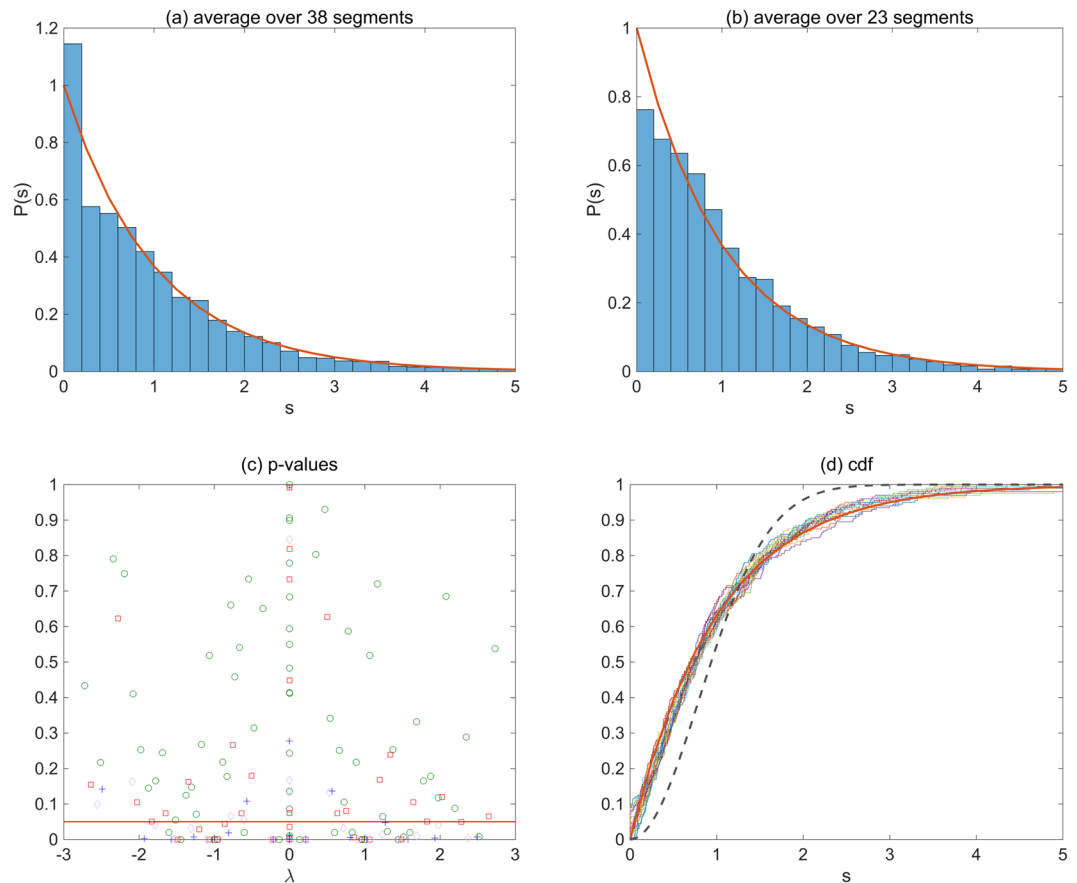 (a) average over 38 segments
1.2
1
0.8
0.6
0.4
0.2
0
P(s)
0 1 2 3 4 5
s
(b) average over 23 segments
1
0.8
0.6
0.4
0.2
0
P(s)
0 1 2 3 4 5
s
(c) p-values
1
0.9
0.8
0.7
0.6
0.5
0.4
0.3
0.2
0.1
0
-3 -2 -1 0 1 2 3
λ
(d) cdf
1
0.9
0.8
0.7
0.6
0.5
0.4
0.3
0.2
0.1
0
0 1 2 3 4 5
s